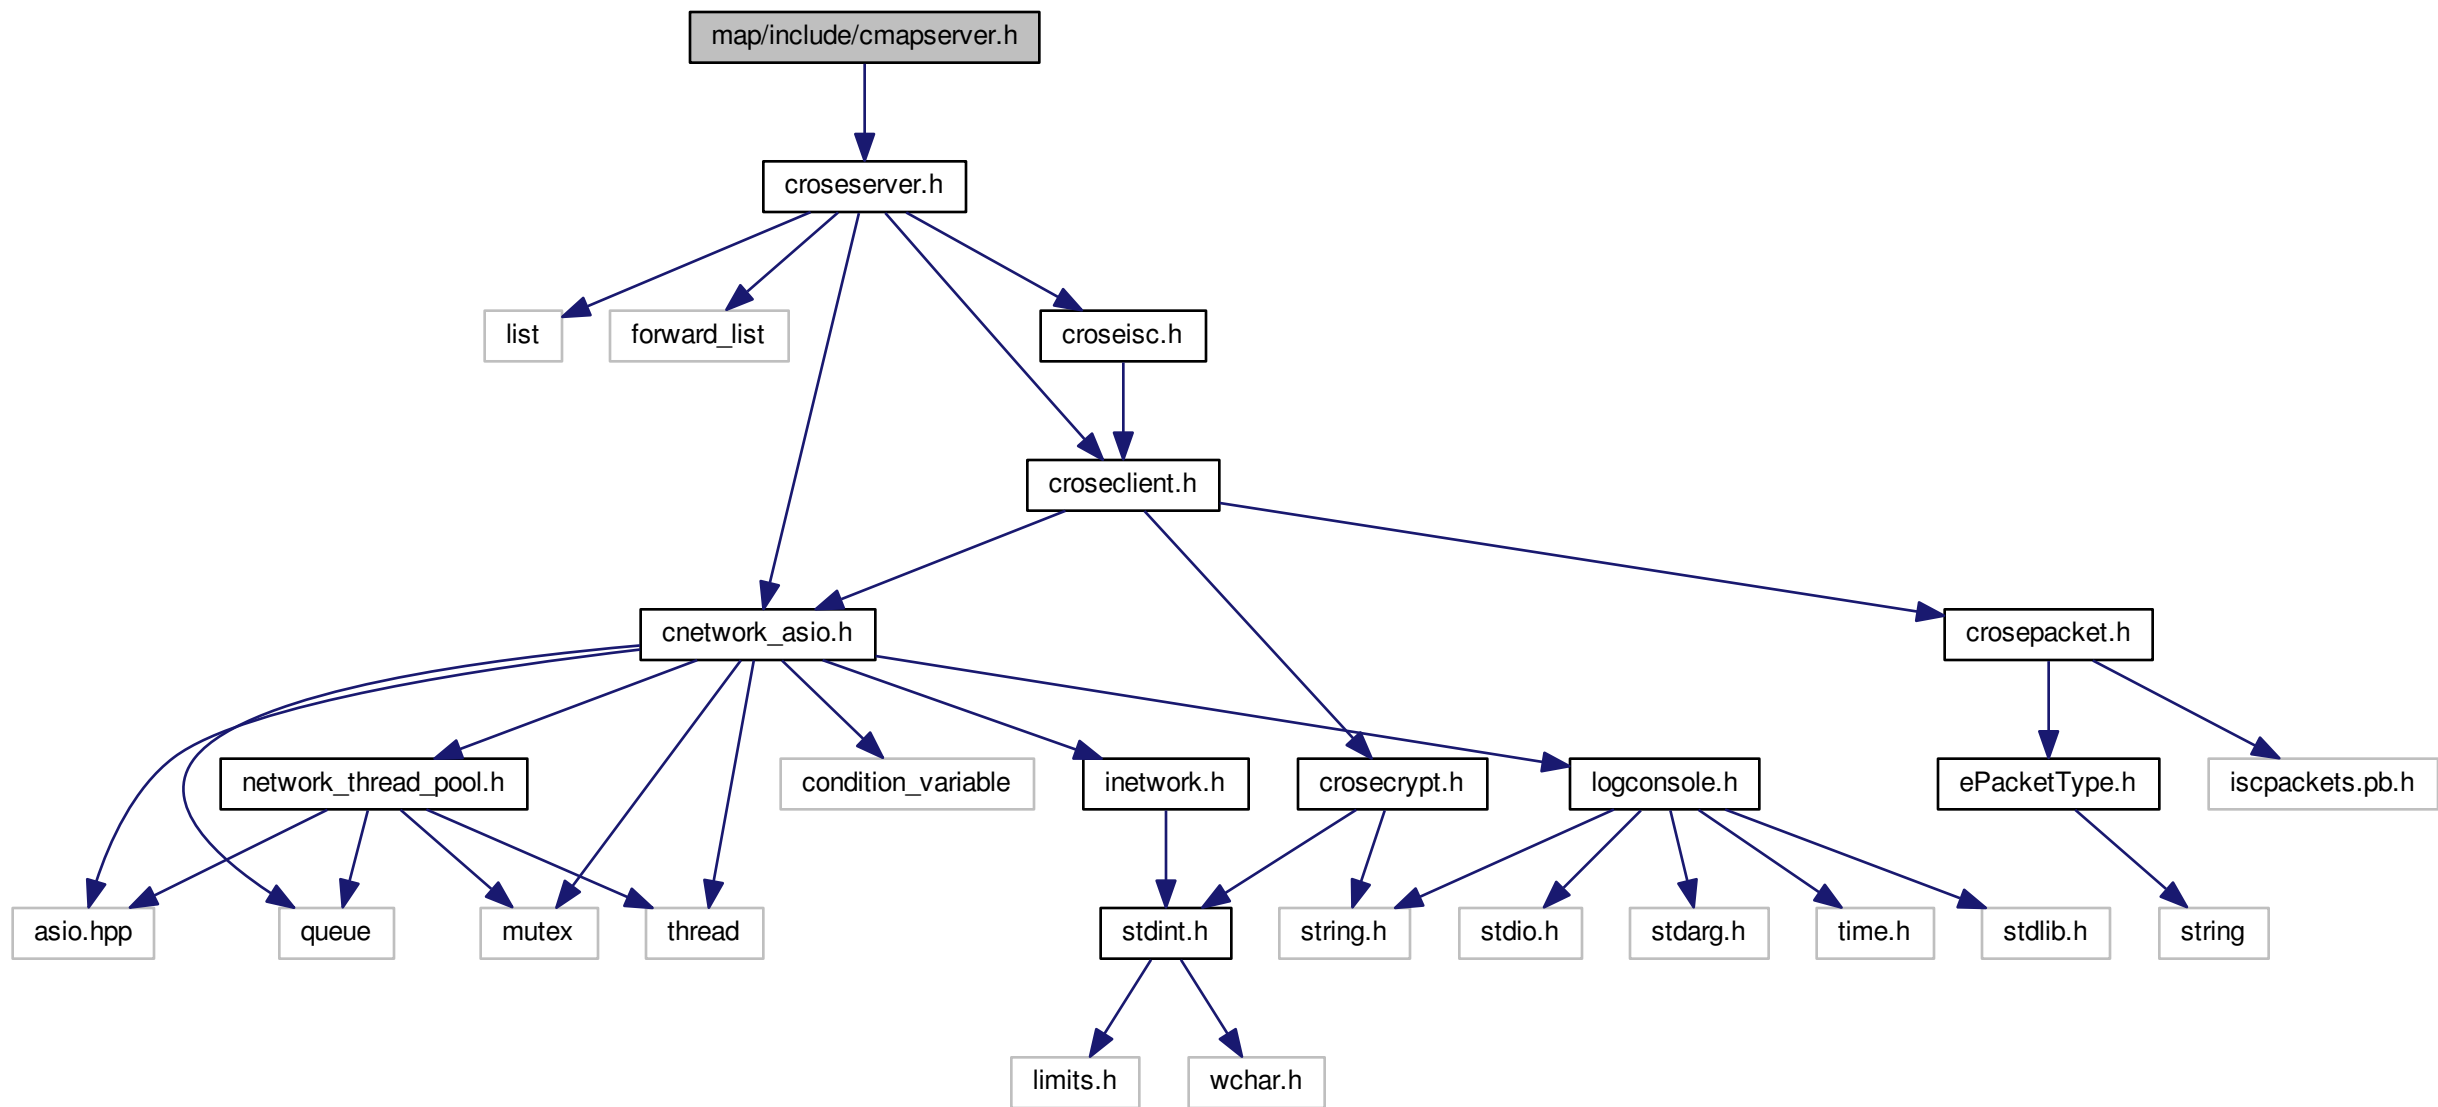 map/include/cmapserver.h
croseserver.h
list
forward_list
croseisc.h
croseclient.h
cnetwork_asio.h
crosepacket.h
network_thread_pool.h
condition_variable
inetwork.h
crosecrypt.h
logconsole.h
ePacketType.h
iscpackets.pb.h
asio.hpp
queue
mutex
thread
stdint.h
string.h
stdio.h
stdarg.h
time.h
stdlib.h
string
limits.h
wchar.h